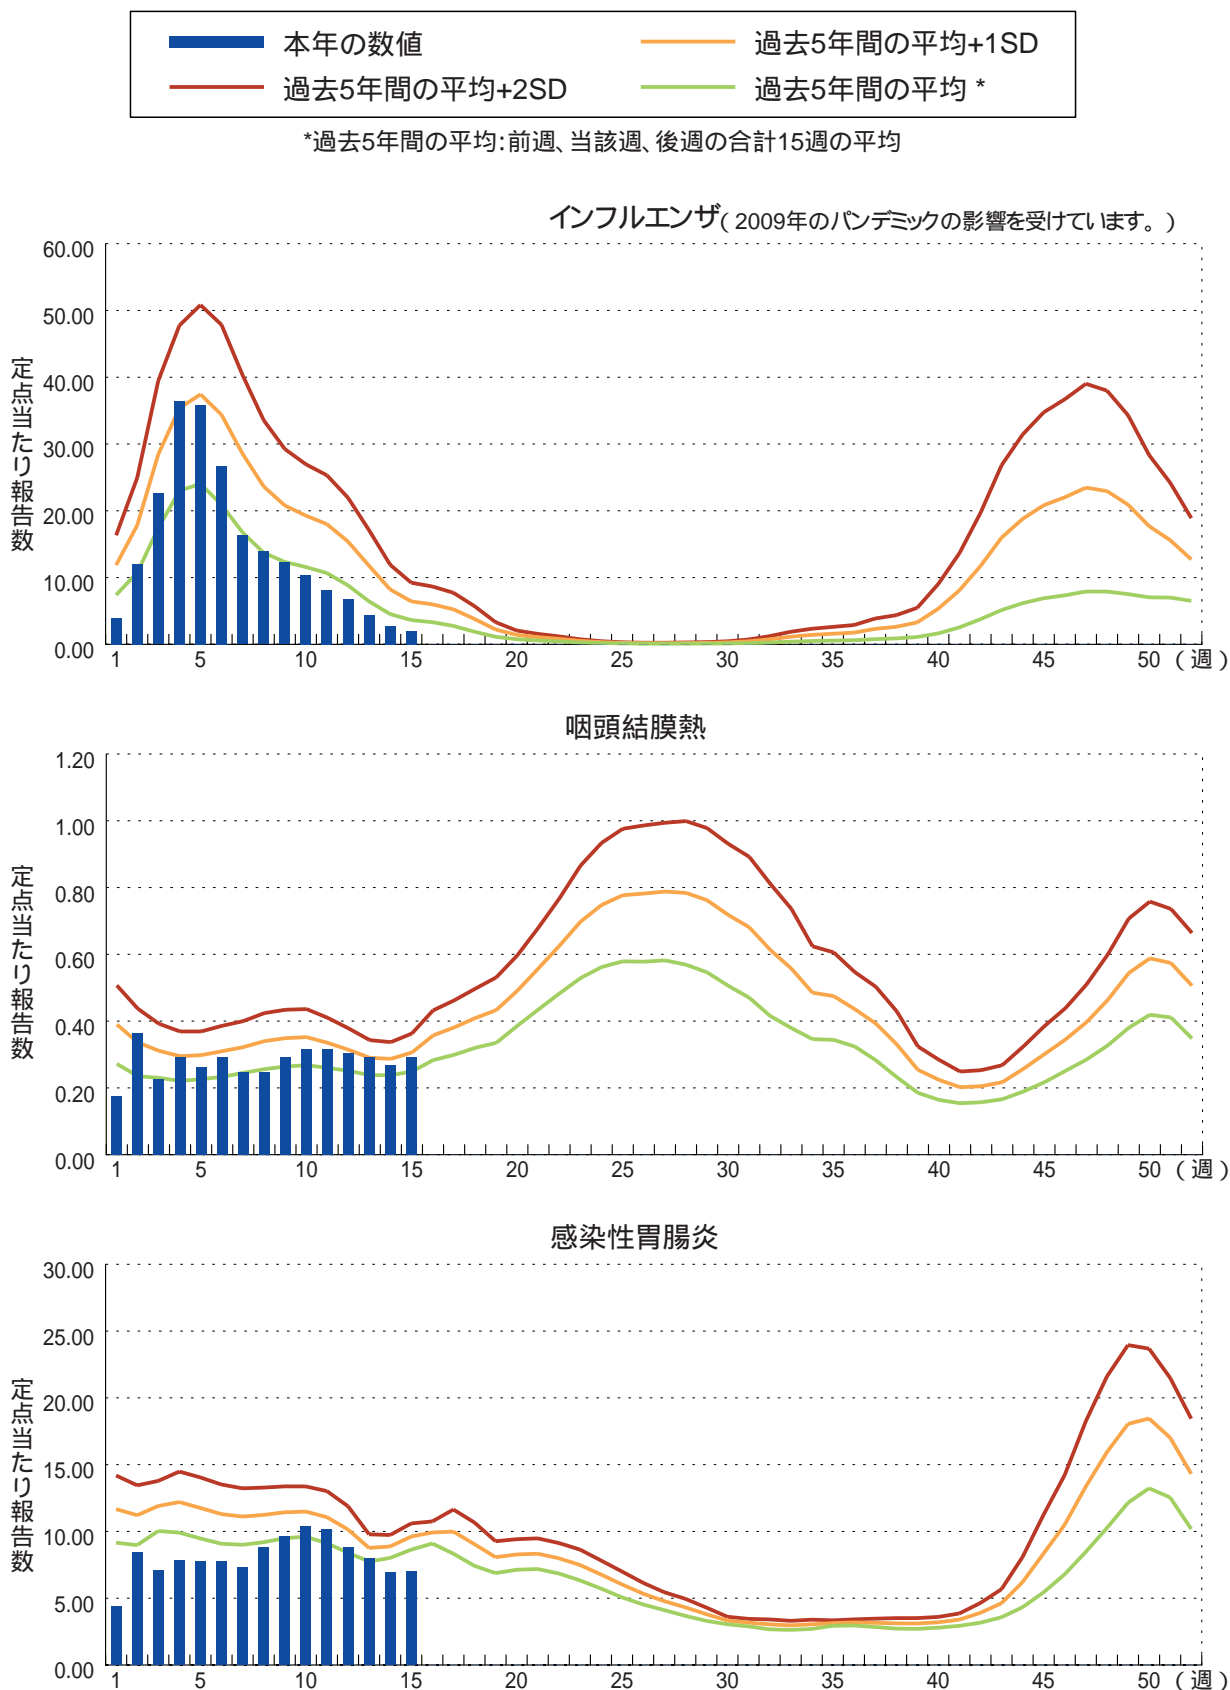 本年の数値
過去5年間の平均+1SD
過去5年間の平均+2SD
過去5年間の平均 *
*過去5年間の平均:前週、当該週、後週の合計15週の平均
インフルエンザ( 2009年のパンデミックの影響を受けています。 )
定点当たり報告数
60.00
50.00
40.00
30.00
20.00
10.00
0.00
1 5 10 15 20 25 30 35 40 45 50 (週)
咽頭結膜熱
定点当たり報告数
1.20
1.00
0.80
0.60
0.40
0.20
0.00
1 5 10 15 20 25 30 35 40 45 50 (週)
感染性胃腸炎
定点当たり報告数
30.00
25.00
20.00
15.00
10.00
5.00
0.00
1 5 10 15 20 25 30 35 40 45 50 (週)